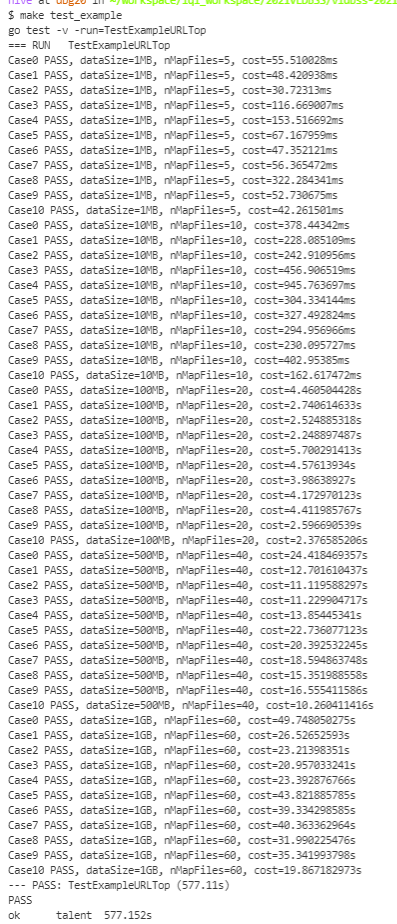 $ make test_example
go test -v -run=TestExampleURLTop
=== RUN   TestExampleURLTop
Case0 PASS, dataSize=1MB, nMapFiles=5, cost=55.510028ms
Case1 PASS, dataSize=1MB, nMapFiles=5, cost=48.420938ms
Case2 PASS, dataSize=1MB, nMapFiles=5, cost=30.72313ms
Case3 PASS, dataSize=1MB, nMapFiles=5, cost=116.669007ms
Case4 PASS, dataSize=1MB, nMapFiles=5, cost=153.516692ms
Case5 PASS, dataSize=1MB, nMapFiles=5, cost=67.167959ms
Case6 PASS, dataSize=1MB, nMapFiles=5, cost=47.352121ms
Case7 PASS, dataSize=1MB, nMapFiles=5, cost=56.365472ms
Case8 PASS, dataSize=1MB, nMapFiles=5, cost=322.284341ms
Case9 PASS, dataSize=1MB, nMapFiles=5, cost=52.730675ms
Case10 PASS, dataSize=1MB, nMapFiles=5, cost=42.261501ms
Case0 PASS, dataSize=10MB, nMapFiles=10, cost=378.44342ms
Case1 PASS, dataSize=10MB, nMapFiles=10, cost=228.085109ms
Case2 PASS, dataSize=10MB, nMapFiles=10, cost=242.910956ms
Case3 PASS, dataSize=10MB, nMapFiles=10, cost=456.906519ms
Case4 PASS, dataSize=10MB, nMapFiles=10, cost=945.763697ms
Case5 PASS, dataSize=10MB, nMapFiles=10, cost=304.334144ms
Case6 PASS, dataSize=10MB, nMapFiles=10, cost=327.492824ms
Case7 PASS, dataSize=10MB, nMapFiles=10, cost=294.956966ms
Case8 PASS, dataSize=10MB, nMapFiles=10, cost=230.095727ms
Case9 PASS, dataSize=10MB, nMapFiles=10, cost=402.95385ms
Case10 PASS, dataSize=10MB, nMapFiles=10, cost=162.617472ms
Case0 PASS, dataSize=100MB, nMapFiles=20, cost=4.460504428s
Case1 PASS, dataSize=100MB, nMapFiles=20, cost=2.740614633s
Case2 PASS, dataSize=100MB, nMapFiles=20, cost=2.524885318s
Case3 PASS, dataSize=100MB, nMapFiles=20, cost=2.248897487s
Case4 PASS, dataSize=100MB, nMapFiles=20, cost=5.700291413s
Case5 PASS, dataSize=100MB, nMapFiles=20, cost=4.57613934s
Case6 PASS, dataSize=100MB, nMapFiles=20, cost=3.98638927s
Case7 PASS, dataSize=100MB, nMapFiles=20, cost=4.172970123s
Case8 PASS, dataSize=100MB, nMapFiles=20, cost=4.411985767s
Case9 PASS, dataSize=100MB, nMapFiles=20, cost=2.596690539s
Case10 PASS, dataSize=100MB, nMapFiles=20, cost=2.376585206s
Case0 PASS, dataSize=500MB, nMapFiles=40, cost=24.418469357s
Case1 PASS, dataSize=500MB, nMapFiles=40, cost=12.701610437s
Case2 PASS, dataSize=500MB, nMapFiles=40, cost=11.119588297s
Case3 PASS, dataSize=500MB, nMapFiles=40, cost=11.229904717s
Case4 PASS, dataSize=500MB, nMapFiles=40, cost=13.85445341s
Case5 PASS, dataSize=500MB, nMapFiles=40, cost=22.736077123s
Case6 PASS, dataSize=500MB, nMapFiles=40, cost=20.392532245s
Case7 PASS, dataSize=500MB, nMapFiles=40, cost=18.594863748s
Case8 PASS, dataSize=500MB, nMapFiles=40, cost=15.351988558s
Case9 PASS, dataSize=500MB, nMapFiles=40, cost=16.555411586s
Case10 PASS, dataSize=500MB, nMapFiles=40, cost=10.260411416s
Case0 PASS, dataSize=1GB, nMapFiles=60, cost=49.748050275s
Case1 PASS, dataSize=1GB, nMapFiles=60, cost=26.52652593s
Case2 PASS, dataSize=1GB, nMapFiles=60, cost=23.21398351s
Case3 PASS, dataSize=1GB, nMapFiles=60, cost=20.957033241s
Case4 PASS, dataSize=1GB, nMapFiles=60, cost=23.392876766s
Case5 PASS, dataSize=1GB, nMapFiles=60, cost=43.821885785s
Case6 PASS, dataSize=1GB, nMapFiles=60, cost=39.334298585s
Case7 PASS, dataSize=1GB, nMapFiles=60, cost=40.363362964s
Case8 PASS, dataSize=1GB, nMapFiles=60, cost=31.990225476s
Case9 PASS, dataSize=1GB, nMapFiles=60, cost=35.341993798s
Case10 PASS, dataSize=1GB, nMapFiles=60, cost=19.867182973s
--- PASS: TestExampleURLTop (577.11s)
PASS
ok      talent  577.152s